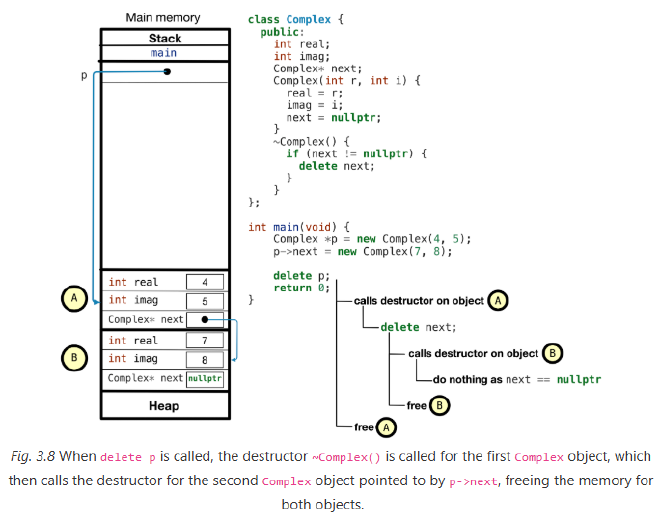 Main memory
Stack
main
p
A
int real 4
int imag 5
Complex* next
B
int real 7
int imag 8
Complex* next nullptr
Heap
class Complex {
public:
int real;
int imag;
Complex* next;
Complex(int r, int i) {
real = r;
imag = i;
next = nullptr;
}
~Complex() {
if (next != nullptr) {
delete next;
}
}
};
int main(void) {
Complex *p = new Complex(4, 5);
p->next = new Complex(7, 8);
delete p;
return 0;
}
calls destructor on object A
delete next;
calls destructor on object B
do nothing as next == nullptr
free B
free A
Fig. 3.8 When delete p is called, the destructor ~Complex() is called for the first Complex object, which
then calls the destructor for the second Complex object pointed to by p->next, freeing the memory for
both objects.